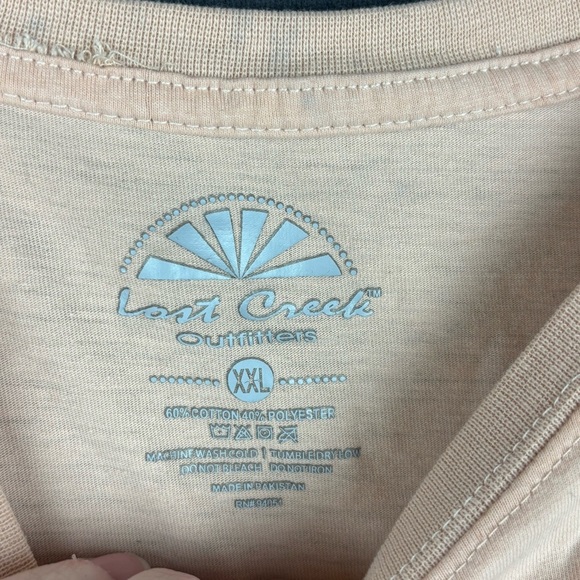 Lost Creek™
Outfitters
XXL
60% COTTON 40% POLYESTER
MACHINE WASH COLD | TUMBLE DRY LOW
DO NOT BLEACH DO NOT IRON
MADE IN PAKISTAN